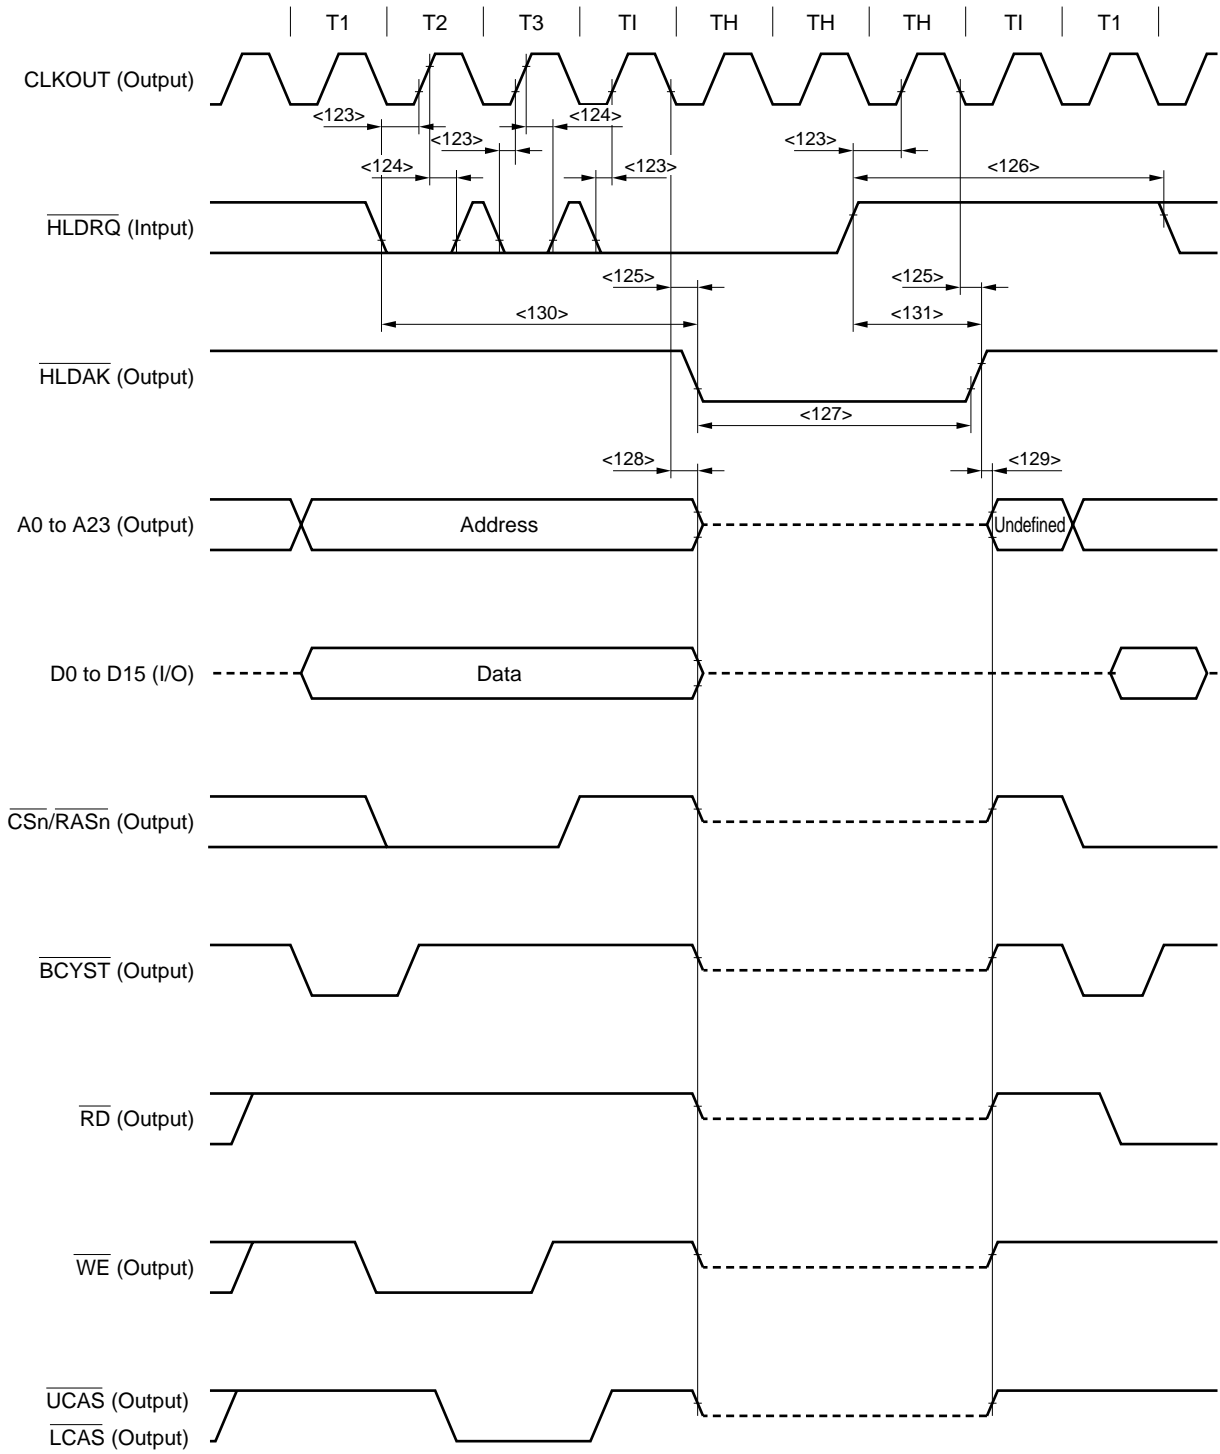 T1 T2 T3 TI TH TH TH TI T1
CLKOUT (Output)
<123> <124>
<123> <123>
<124> <123> <126>
HLDRQ (Intput)
<125> <125>
<130> <131>
HLDAK (Output)
<127>
<128> <129>
A0 to A23 (Output) Address Undefined
D0 to D15 (I/O) Data
CSn/RASn (Output)
BCYST (Output)
RD (Output)
WE (Output)
UCAS (Output)
LCAS (Output)